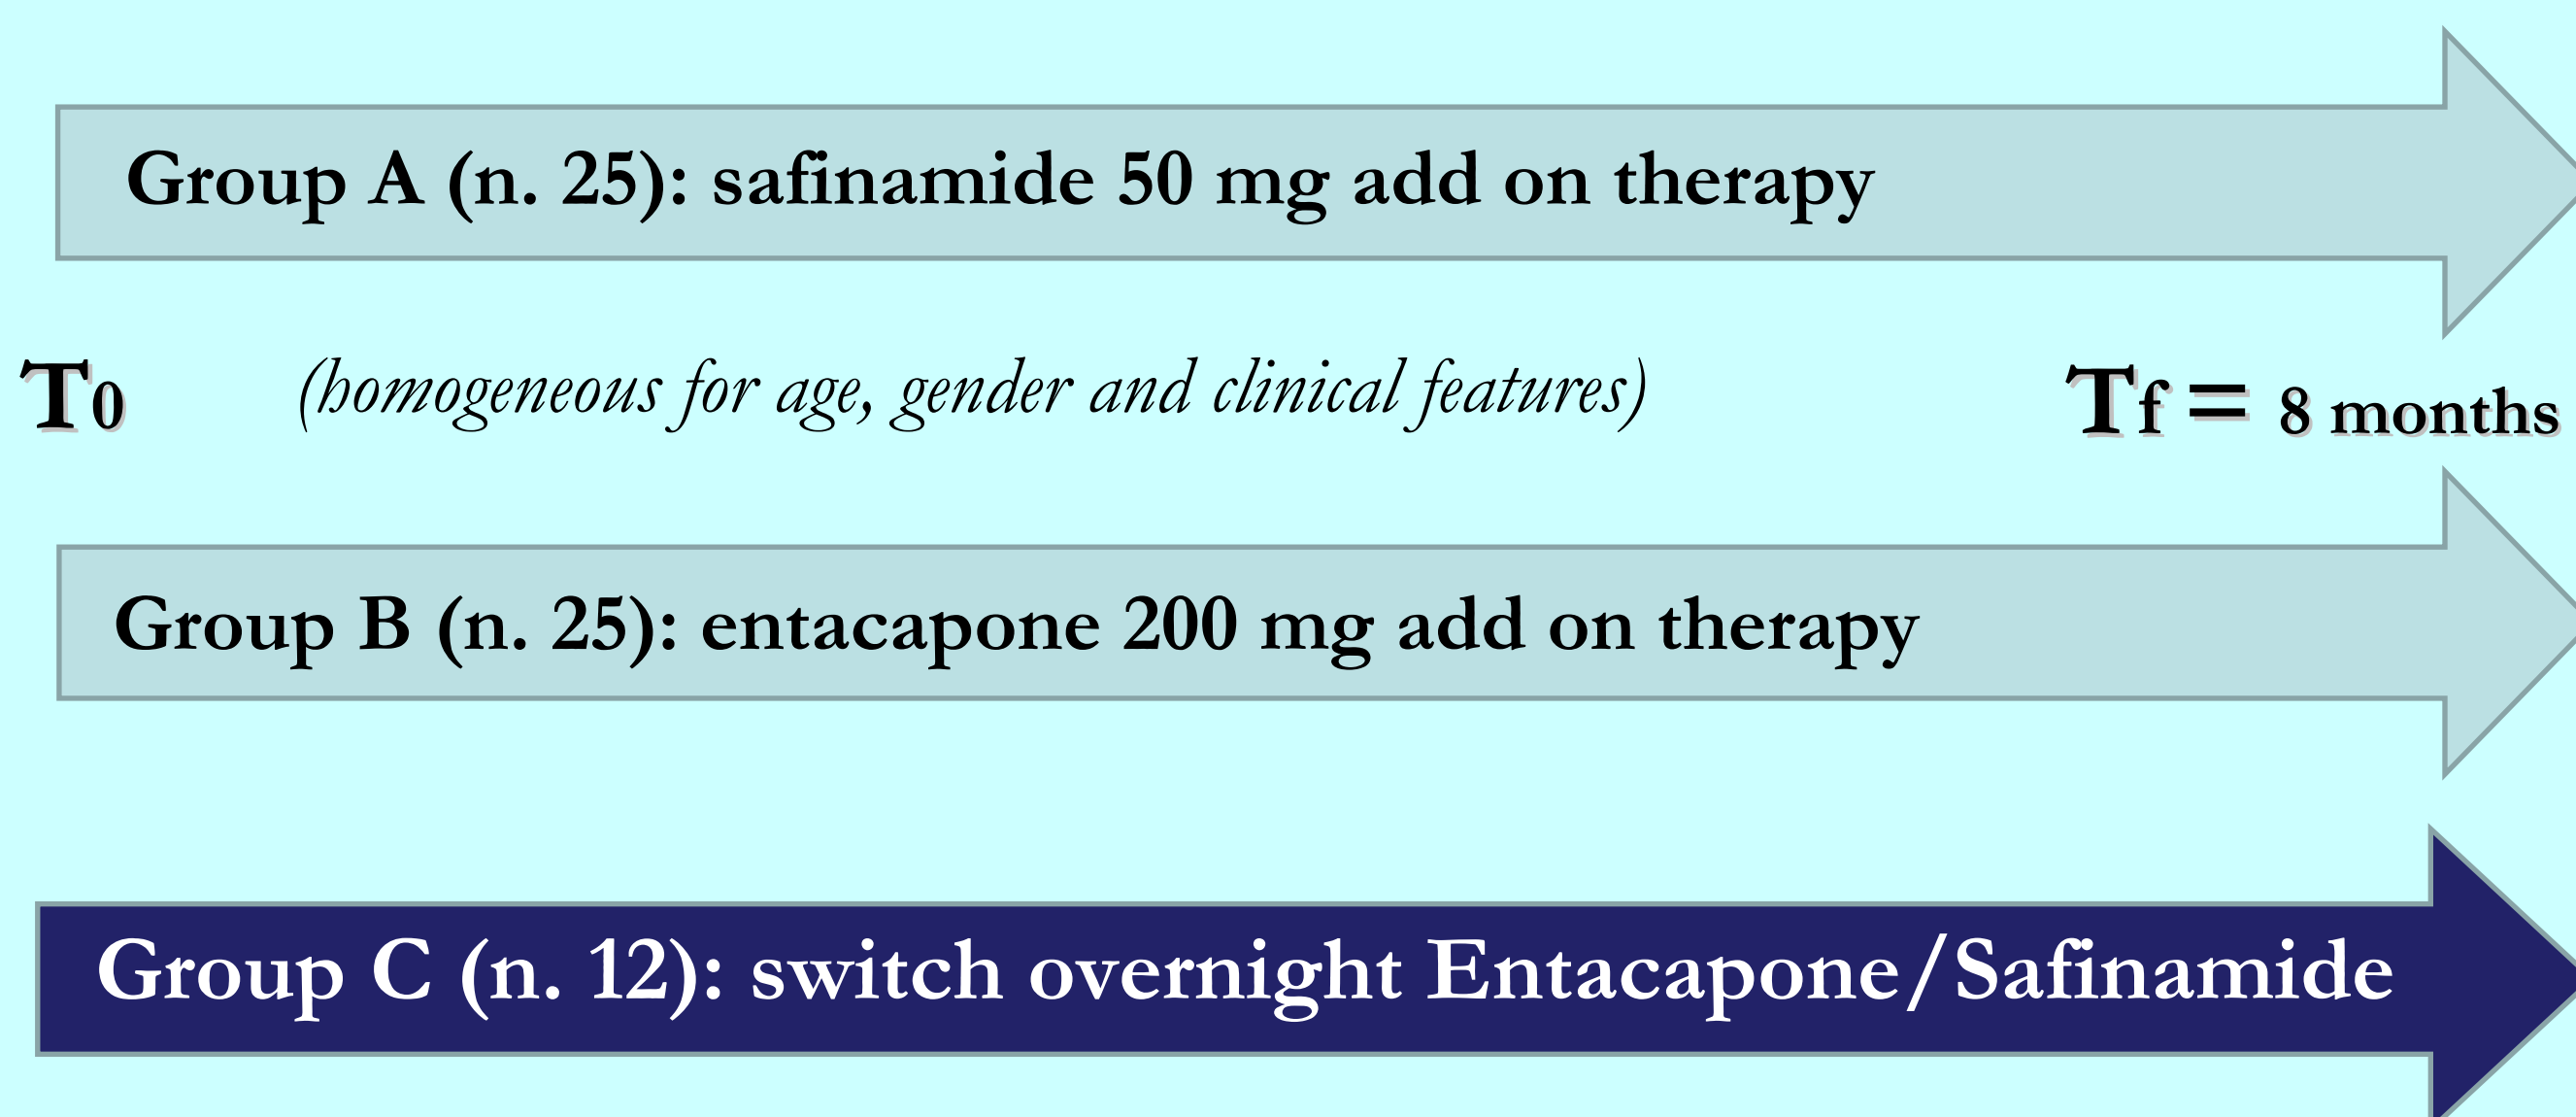 Group A (n. 25): safinamide 50 mg add on therapy
T0 (homogeneous for age, gender and clinical features) Tf = 8 months
Group B (n. 25): entacapone 200 mg add on therapy
Group C (n. 12): switch overnight Entacapone/Safinamide